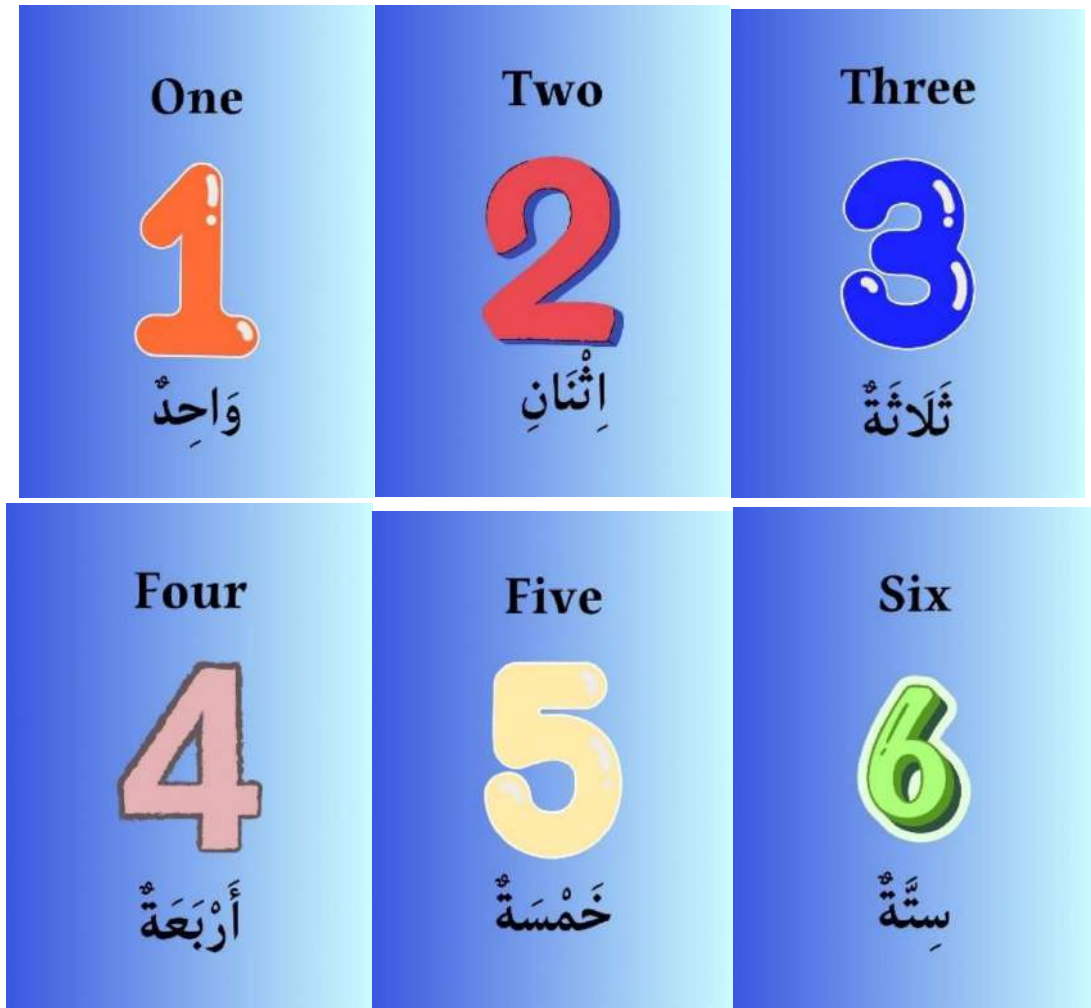 One
1
وَاحِدٌ
Two
2
اِثْنَانِ
Three
3
ثَلَاثَةٌ
Four
4
أَرْبَعَةٌ
Five
5
خَمْسَةٌ
Six
6
سِتَّةٌ